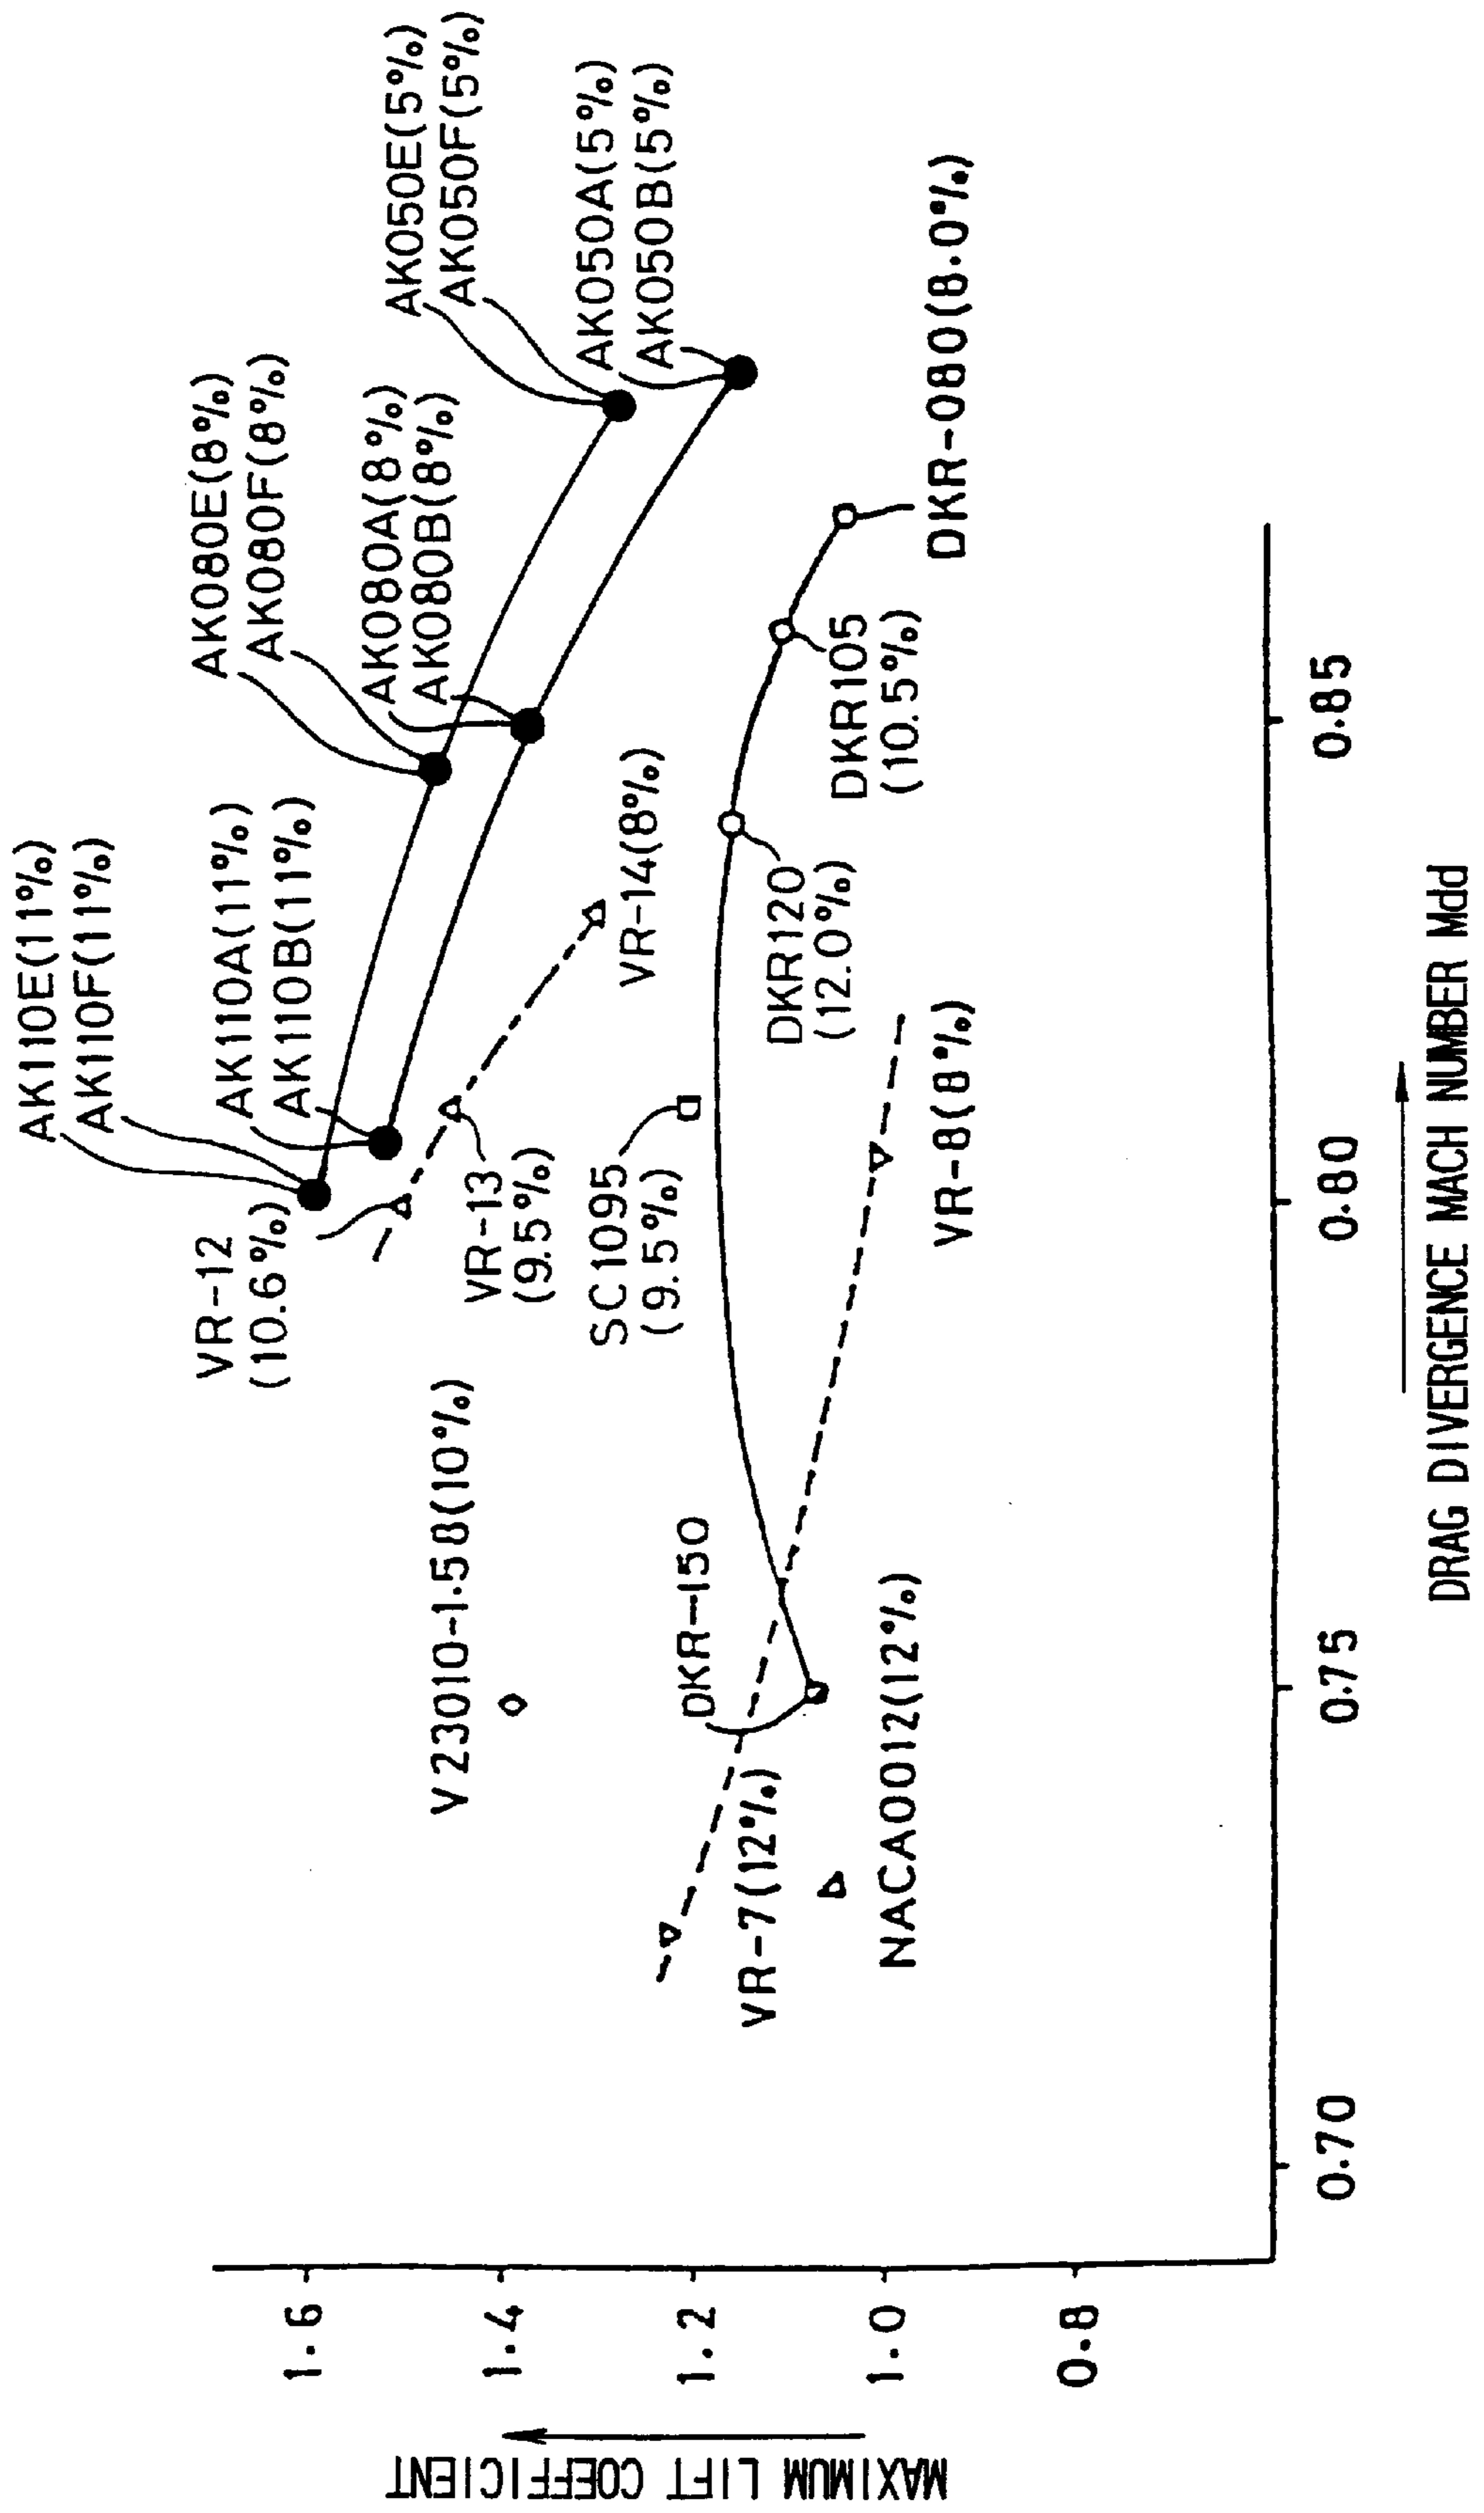 AK110E(11%)
AK110F(11%)
AK080E(8%)
AK080F(8%)
VR-12
(10.6%)
AK110A(11%)
AK110B(11%)
AK080A(8%)
AK080B(8%)
AK050E(5%)
AK050F(5%)
V23010-1.58(10%)
VR-13
(9.5%)
AK050A(5%)
AK050B(5%)
SC1095
(9.5%)
VR-14(8%)
DKR-150
VR-7(12%)
DKR120
(12.0%)
DKR105
(10.5%)
NACA0012(12%)
VR-8(8%)
DKR-080(8.0%)
MAXIMUM LIFT COEFFICIENT
1.6
1.4
1.2
1.0
0.8
0.70
0.75
0.80
0.85
DRAG DIVERGENCE MACH NUMBER Mdd